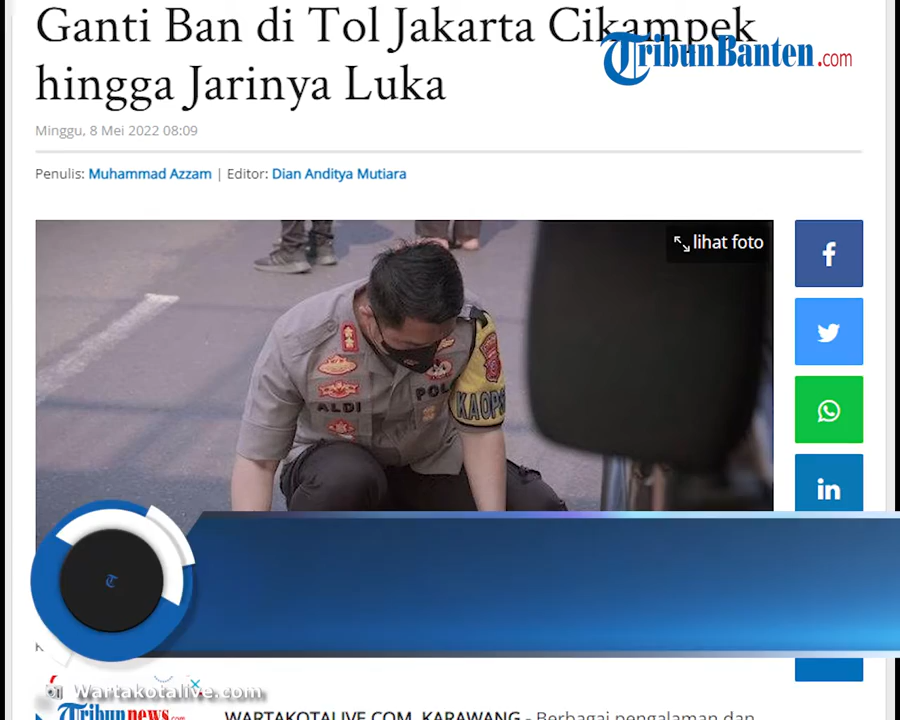 Ganti Ban di Tol Jakarta Cikampek
hingga Jarinya Luka
TribunBanten.com
Minggu, 8 Mei 2022 08:09
Penulis: Muhammad Azzam | Editor: Dian Anditya Mutiara
lihat foto
ALDI
POL
KAOPS
in
Wartakotalive.com
Tribunnews.com
WARTAKOTALIVE.COM, KARAWANG - Berbagai pengalaman dan